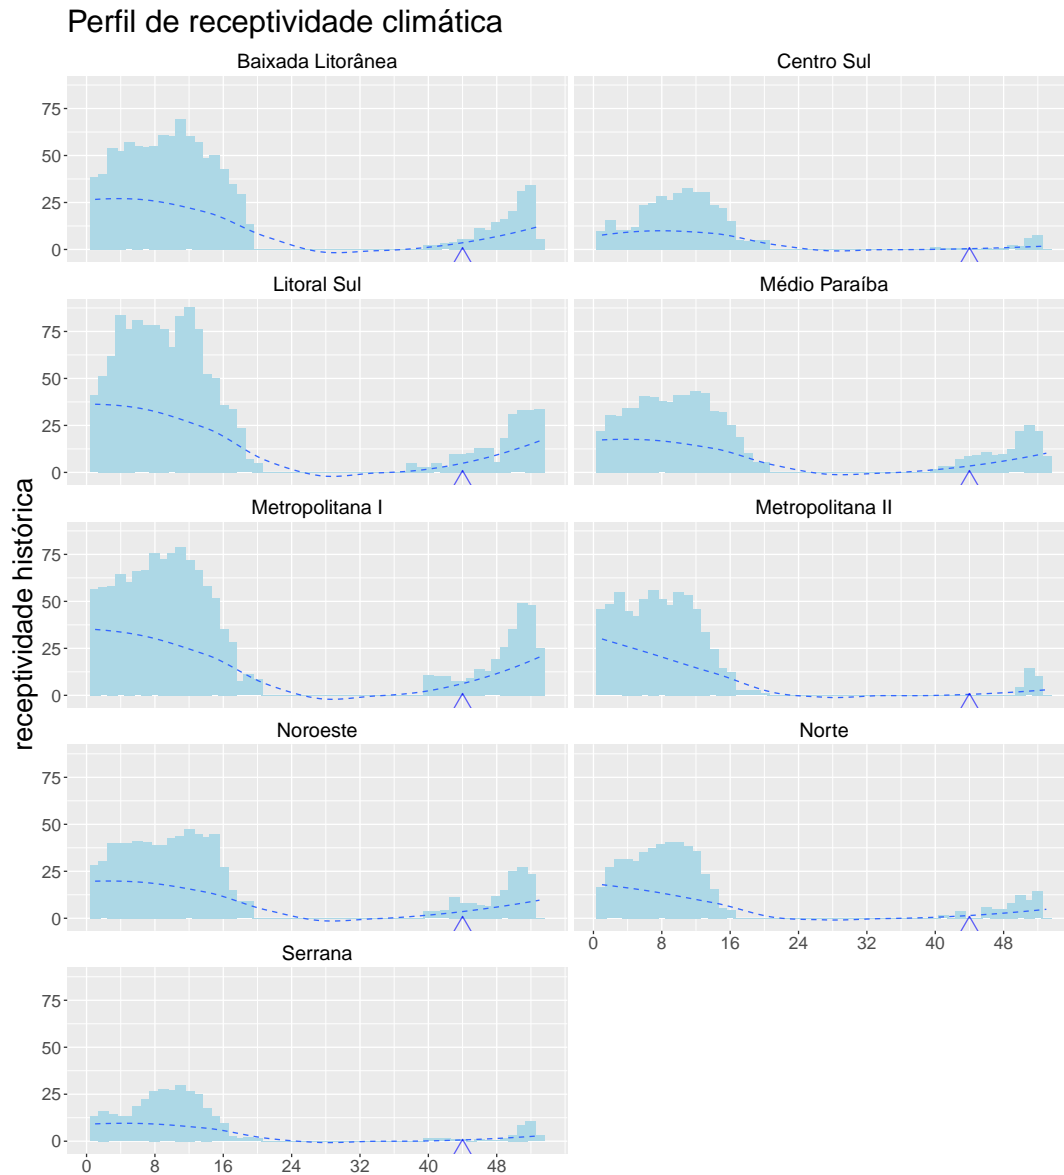 Perfil de receptividade climática
Baixada Litorânea
Centro Sul
75
50
25
0
Litoral Sul
Médio Paraíba
75
50
25
0
Metropolitana I
Metropolitana II
75
50
25
0
receptividade histórica
Noroeste
Norte
75
50
25
0
0 8 16 24 32 40 48
Serrana
75
50
25
0
0 8 16 24 32 40 48